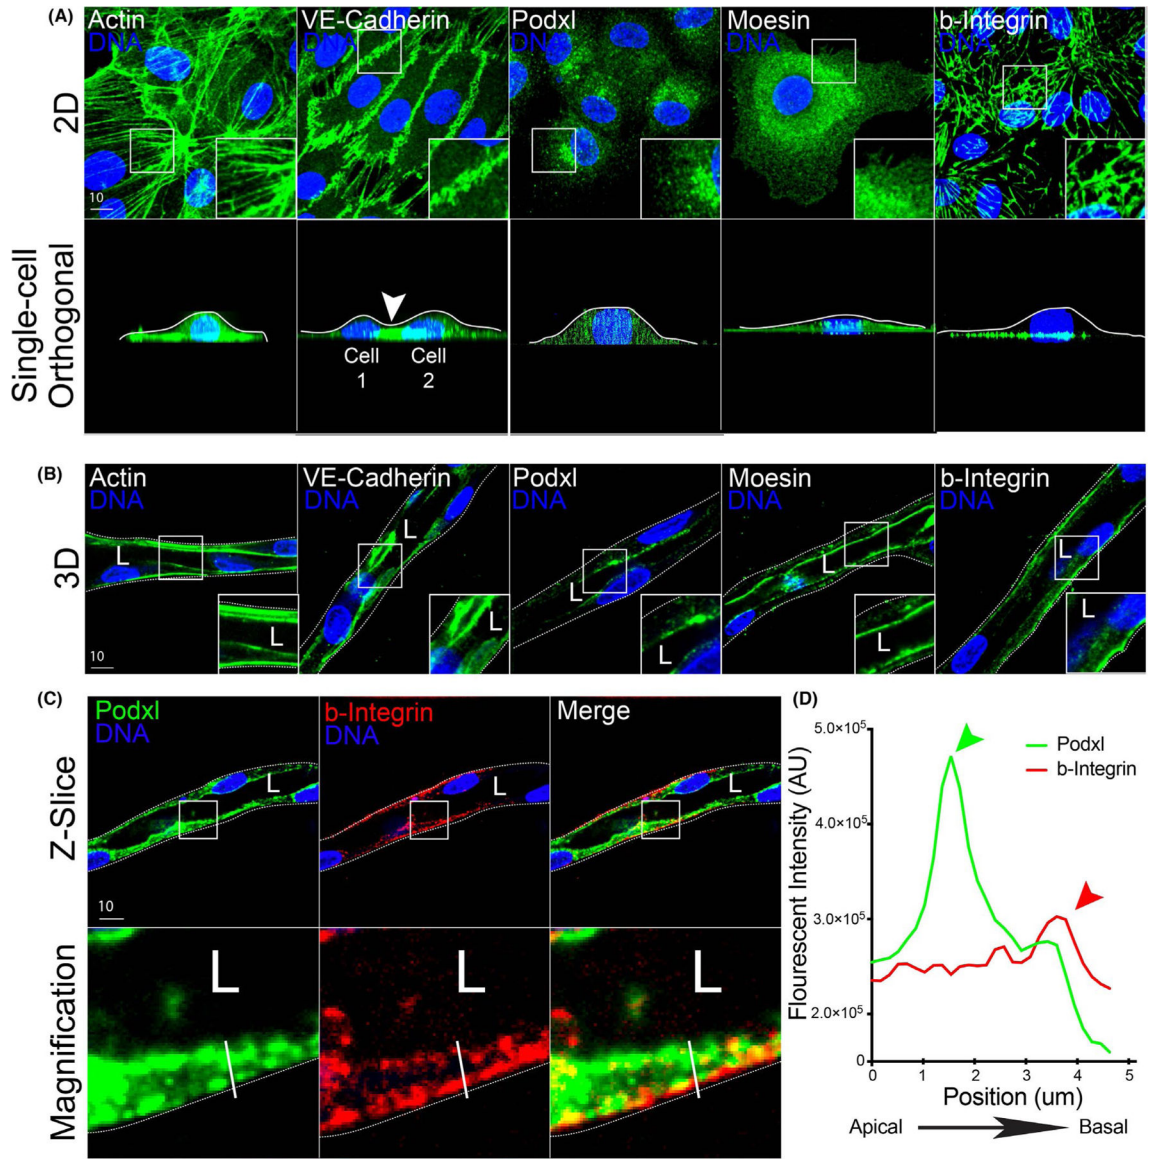 (A)
Actin
DNA
VE-Cadherin
DNA
Podxl
DNA
Moesin
DNA
b-Integrin
DNA
2D
10
Single-cell
Orthogonal
Cell
1
Cell
2
(B)
Actin
DNA
VE-Cadherin
DNA
Podxl
DNA
Moesin
DNA
b-Integrin
DNA
3D
L
L
L
L
L
L
L
L
L
L
10
(C)
Podxl
DNA
b-Integrin
DNA
Merge
Z-Slice
L
L
L
10
Magnification
L
L
L
(D)
Flourescent Intensity (AU)
5.0×10⁵
4.0×10⁵
3.0×10⁵
2.0×10⁵
0
Podxl
b-Integrin
0 1 2 3 4 5
Position (um)
Apical Basal